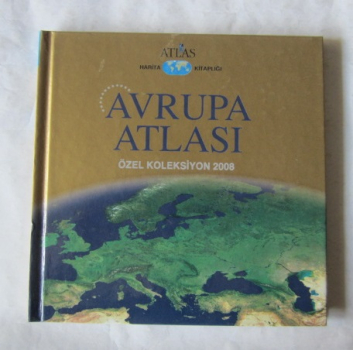 ATLAS
HARİTA KİTAPLIĞI
AVRUPA
ATLASI
ÖZEL KOLEKSİYON 2008